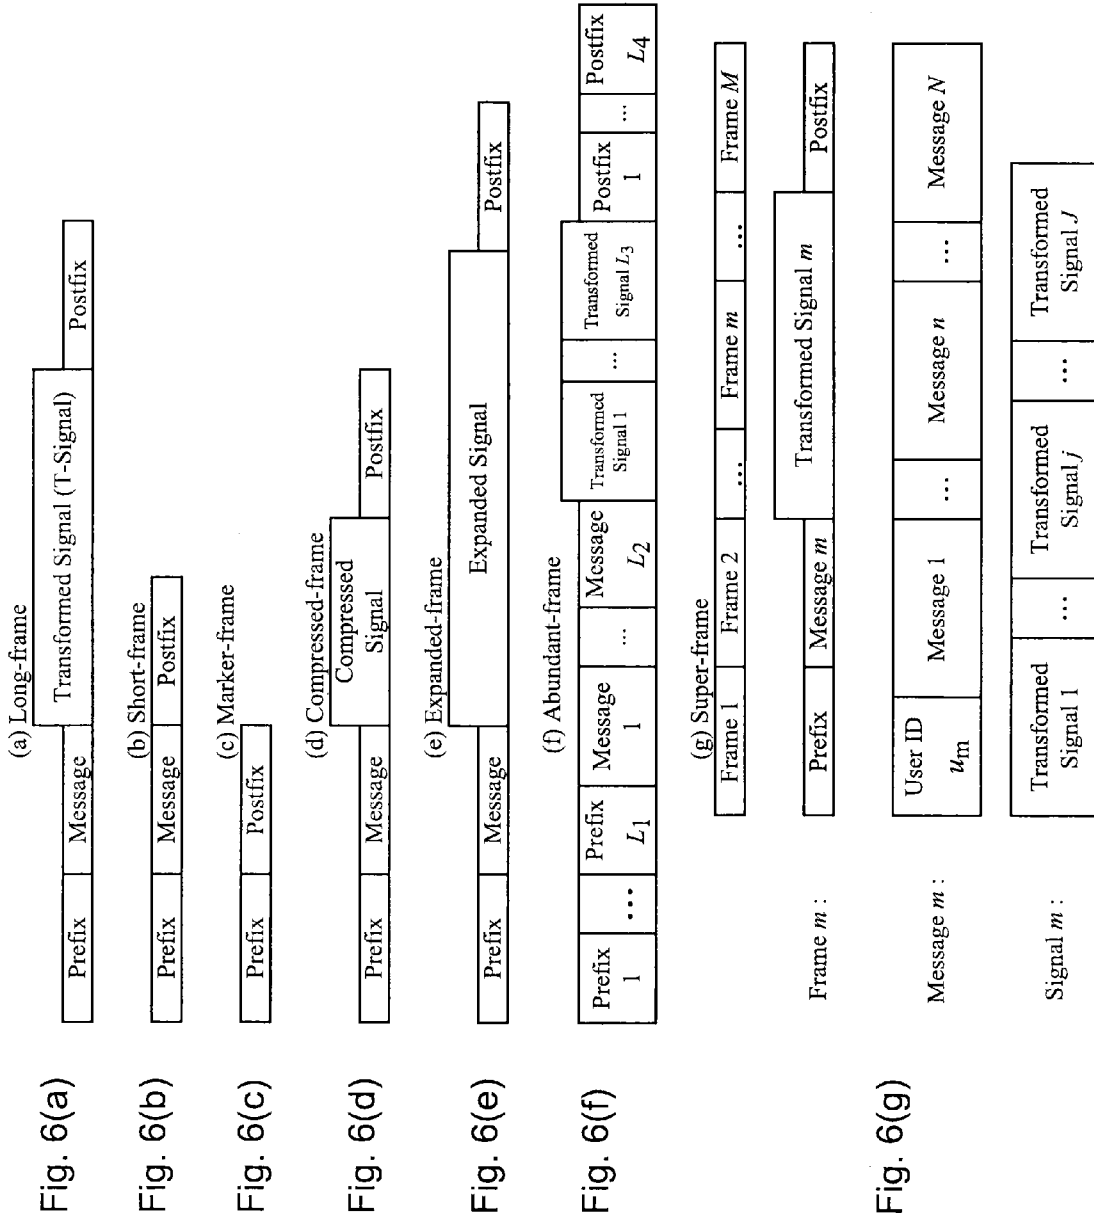 Fig. 6(a)
(a) Long-frame
Prefix Message Transformed Signal (T-Signal) Postfix
Fig. 6(b)
(b) Short-frame
Prefix Message Postfix
Fig. 6(c)
(c) Marker-frame
Prefix Postfix
Fig. 6(d)
(d) Compressed-frame
Prefix Message Compressed
Signal Postfix
Fig. 6(e)
(e) Expanded-frame
Prefix Message Expanded Signal Postfix
Fig. 6(f)
(f) Abundant-frame
Prefix
1
...
Prefix
L1
Message
1
...
Message
L2
Transformed
Signal 1
...
Transformed
Signal L3
Postfix
1
...
Postfix
L4
Fig. 6(g)
(g) Super-frame
Frame 1 Frame 2 ... Frame m ... Frame M
Frame m :
Prefix Message m Transformed Signal m Postfix
Message m :
User ID
um
Message 1 ... Message n ... Message N
Signal m :
Transformed
Signal 1
...
Transformed
Signal j
...
Transformed
Signal J